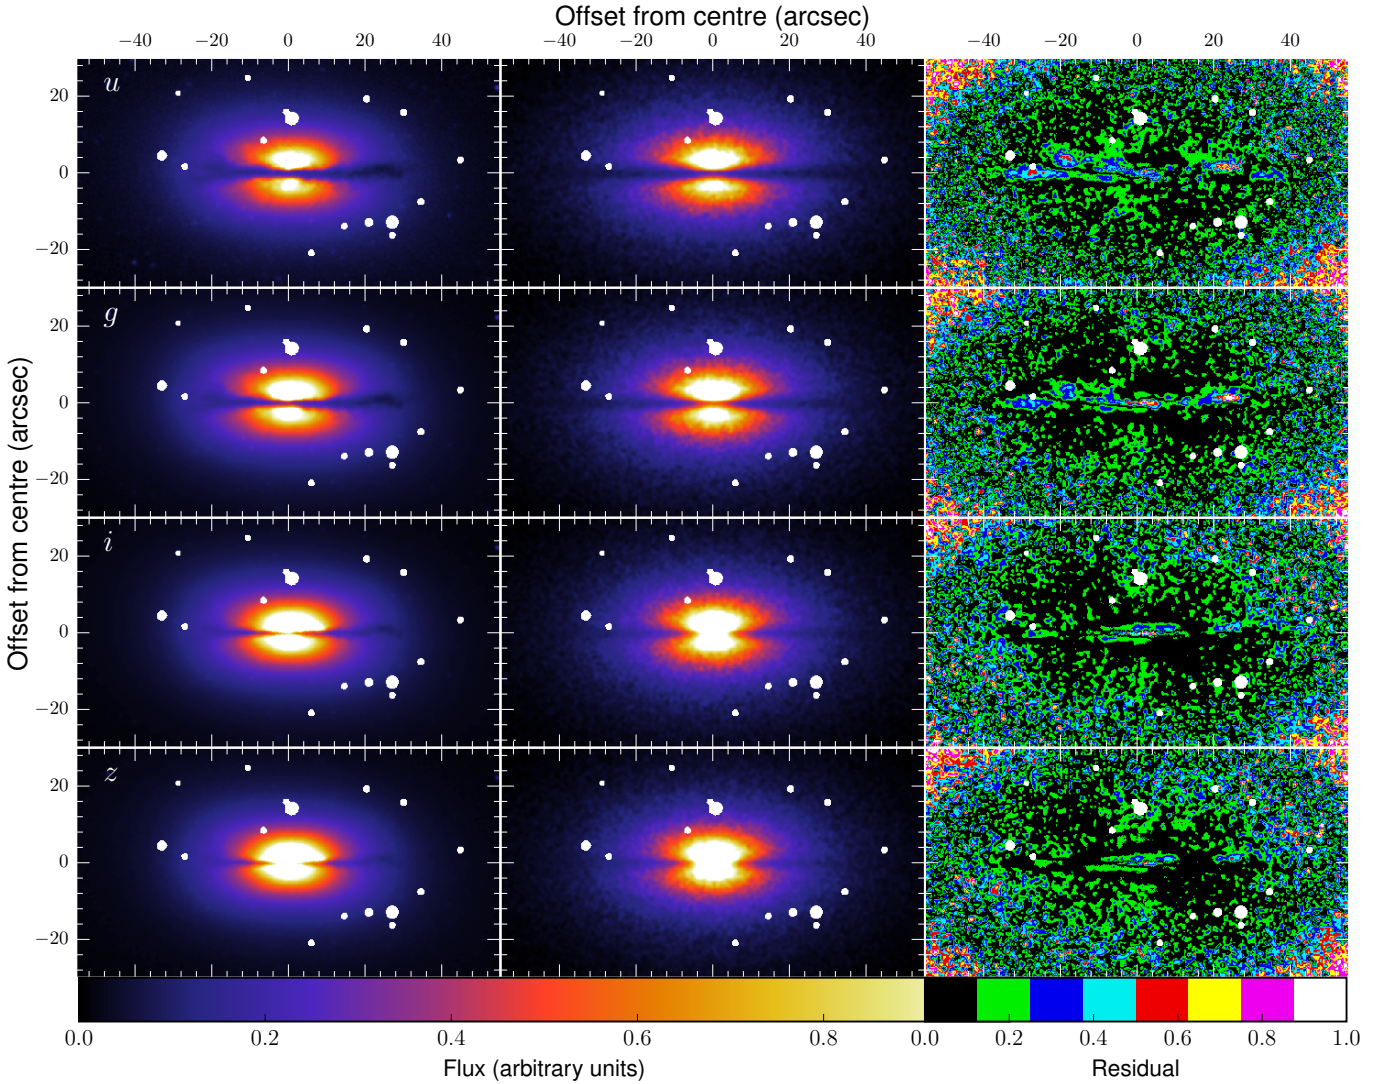 Offset from centre (arcsec)
−40 −20 0 20 40 −40 −20 0 20 40 −40 −20 0 20 40
u
20
0
−20
g
20
0
−20
i
20
0
−20
z
20
0
−20
Offset from centre (arcsec)
0.0 0.2 0.4 0.6 0.8 0.0 0.2 0.4 0.6 0.8 1.0
Flux (arbitrary units) Residual